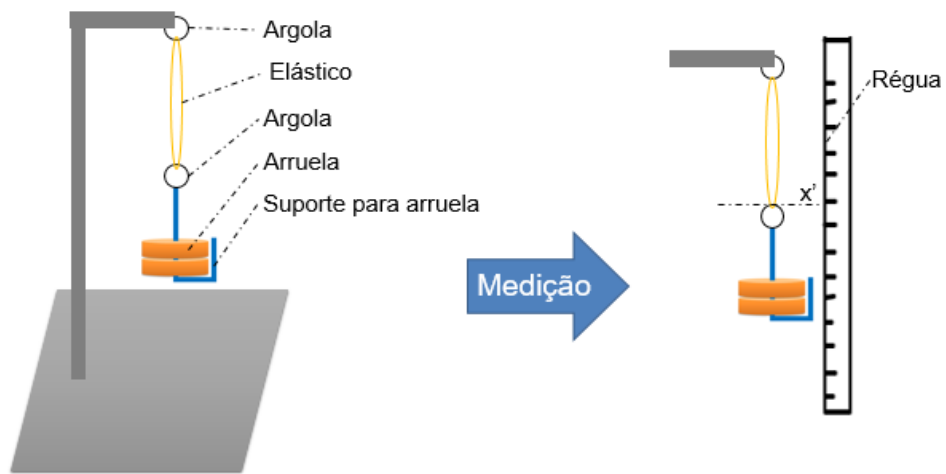 Argola
Elástico
Argola
Arruela
Suporte para arruela
Medição
Régua
x'